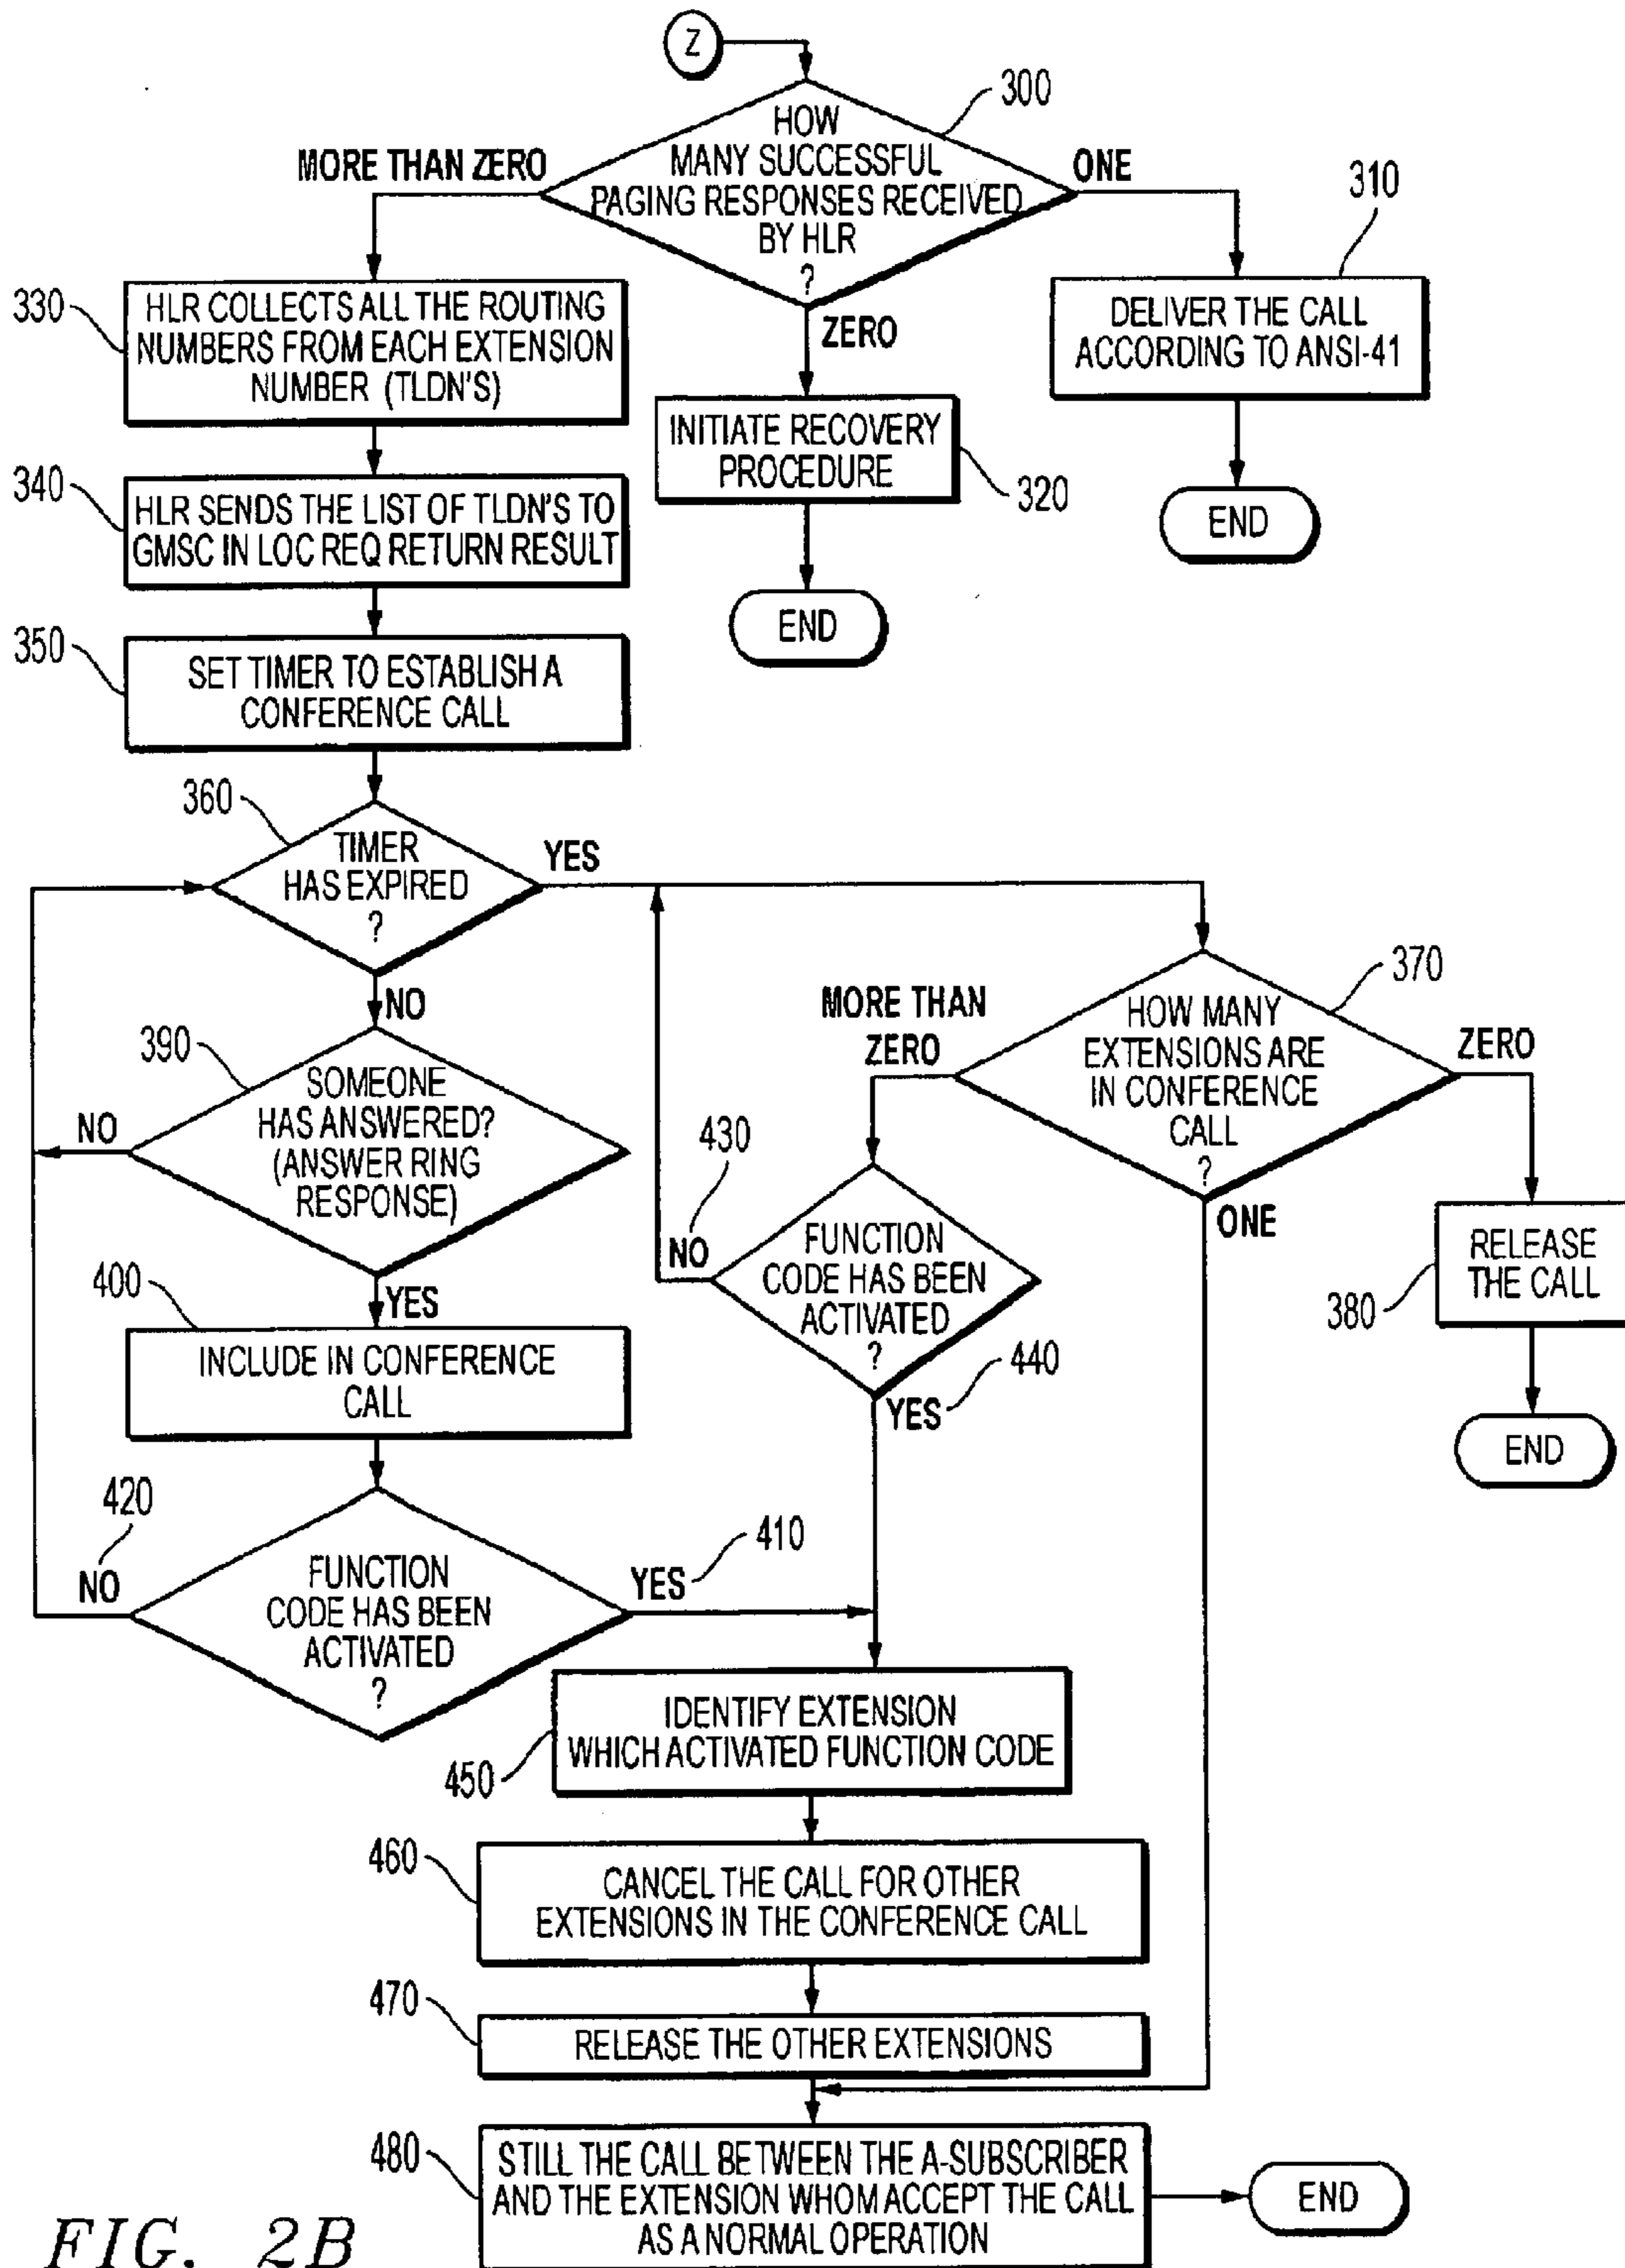 Z
300
HOW
MANY SUCCESSFUL
PAGING RESPONSES RECEIVED
BY HLR
?
MORE THAN ZERO
ONE
ZERO
310
DELIVER THE CALL
ACCORDING TO ANSI-41
END
330
HLR COLLECTS ALL THE ROUTING
NUMBERS FROM EACH EXTENSION
NUMBER (TLDN'S)
INITIATE RECOVERY
PROCEDURE
320
END
340
HLR SENDS THE LIST OF TLDN'S TO
GMSC IN LOC REQ RETURN RESULT
350
SET TIMER TO ESTABLISH A
CONFERENCE CALL
360
TIMER
HAS EXPIRED
?
YES
NO
370
HOW MANY
EXTENSIONS ARE
IN CONFERENCE
CALL
?
MORE THAN
ZERO
ZERO
ONE
390
SOMEONE
HAS ANSWERED?
(ANSWER RING
RESPONSE)
NO
YES
430
NO
FUNCTION
CODE HAS BEEN
ACTIVATED
?
440
YES
RELEASE
THE CALL
380
END
400
INCLUDE IN CONFERENCE
CALL
420
NO
FUNCTION
CODE HAS BEEN
ACTIVATED
?
YES
410
IDENTIFY EXTENSION
WHICH ACTIVATED FUNCTION CODE
450
460
CANCEL THE CALL FOR OTHER
EXTENSIONS IN THE CONFERENCE CALL
470
RELEASE THE OTHER EXTENSIONS
480
STILL THE CALL BETWEEN THE A-SUBSCRIBER
AND THE EXTENSION WHOM ACCEPT THE CALL
AS A NORMAL OPERATION
END
FIG. 2B